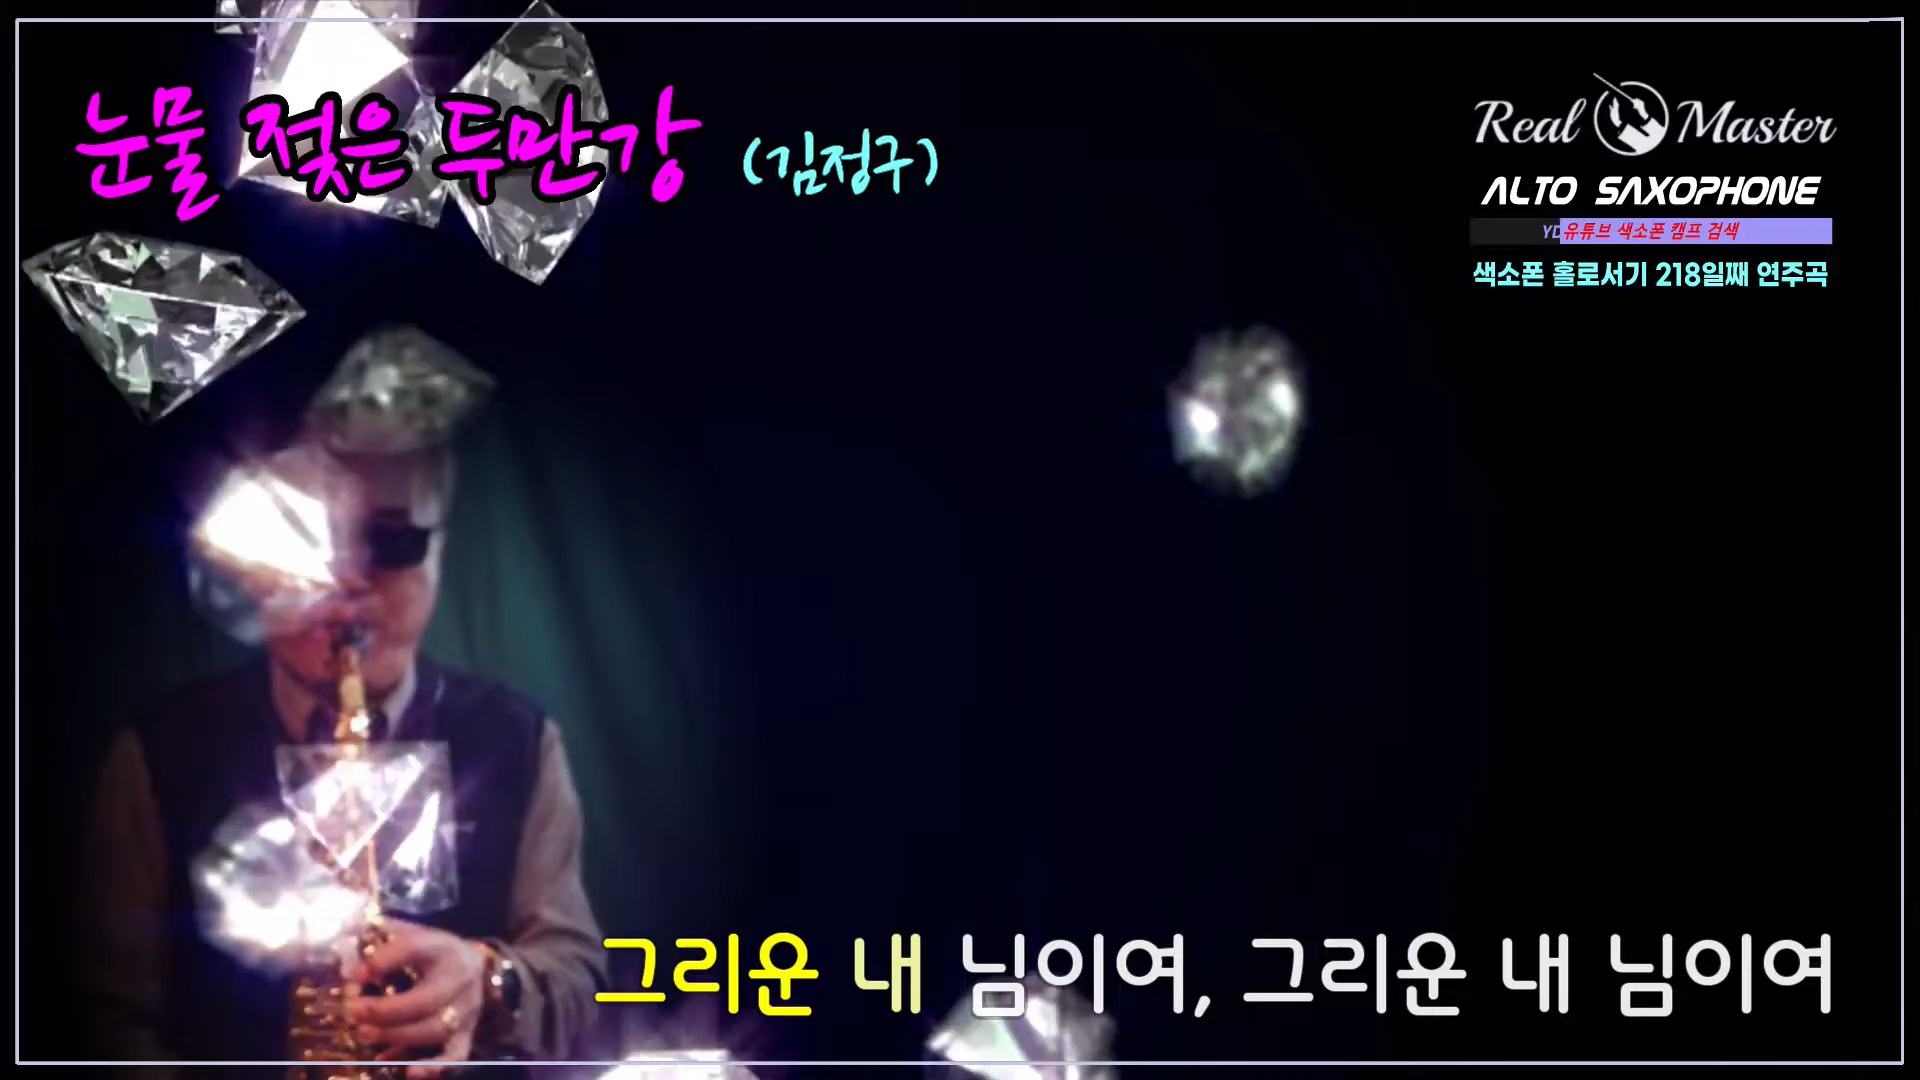 눈물 젖은 두만강 (김정구)
Real Master
ALTO SAXOPHONE
유튜브 색소폰 캠프 검색
색소폰 홀로서기 218일째 연주곡
그리운 내 님이여, 그리운 내 님이여